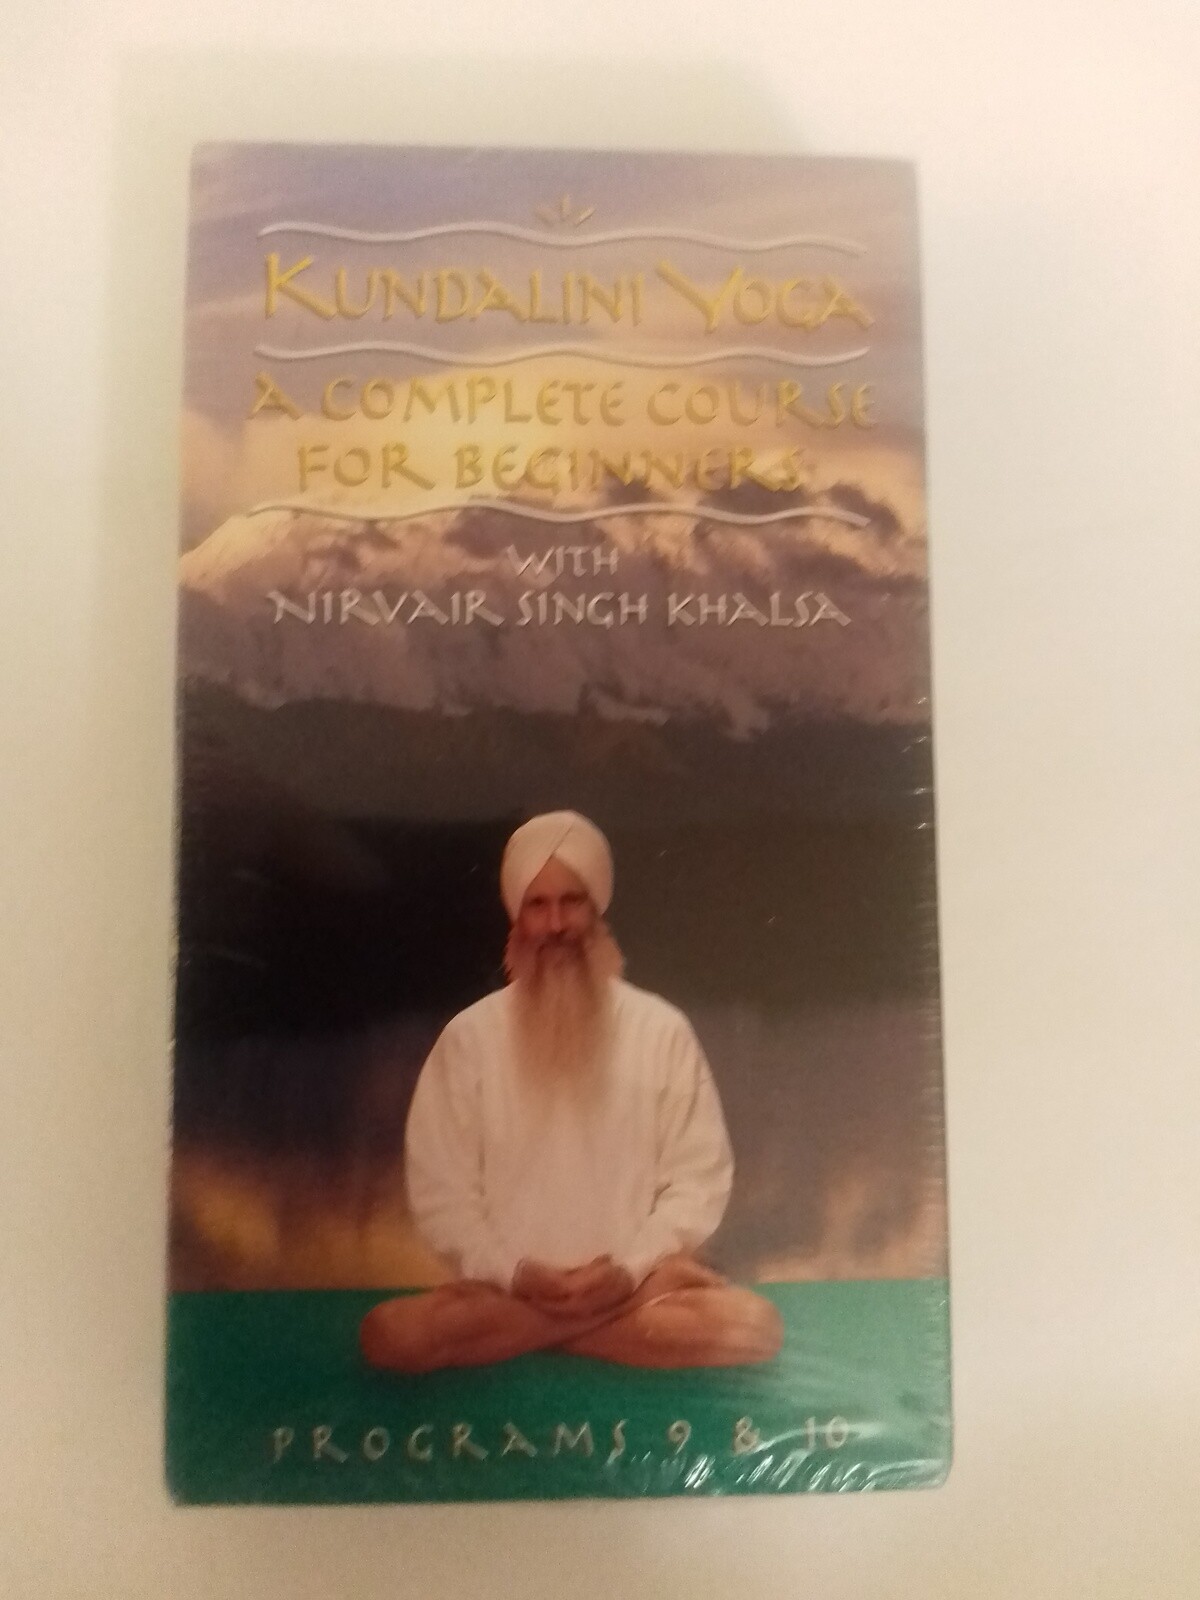 KUNDALINI YOGA
A COMPLETE COURSE
FOR BEGINNERS
WITH
NIRVAIR SINGH KHALSA
PROGRAMS 9 & 10